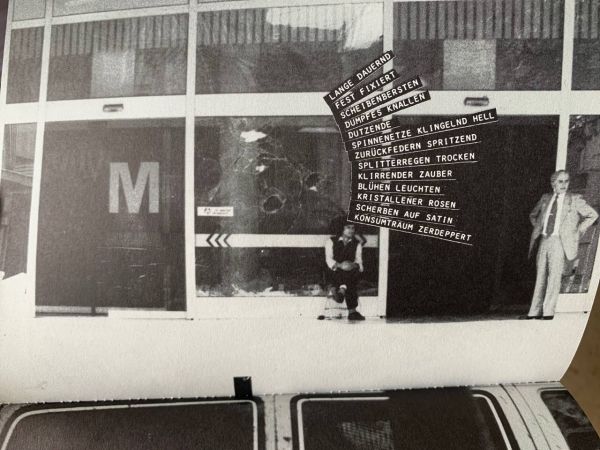 LANGE DAUERND
FEST FIXIERT
SCHEIBENBERSTEN
DUMPFES KNALLEN
DUTZENDE
SPINNENETZE KLINGELND HELL
ZURÜCKFEDERN SPRITZEND
SPLITTERREGEN TROCKEN
KLIRRENDER ZAUBER
BLÜHEN LEUCHTEN
KRISTALLENER ROSEN
SCHERBEN AUF SATIN
KONSUMTRAUM ZERDEPPERT
M